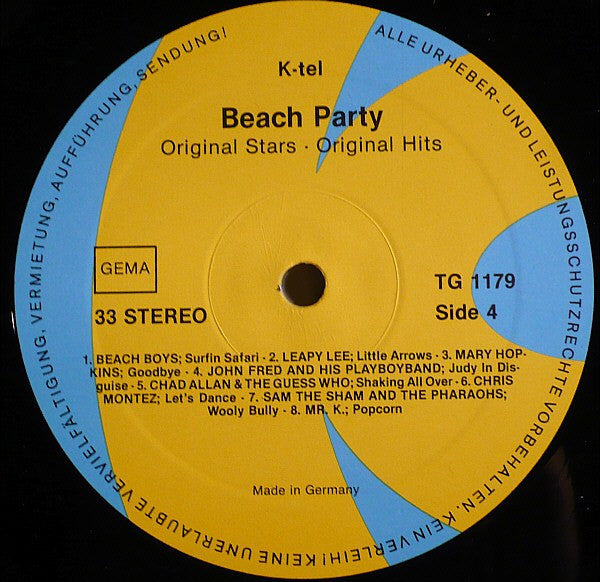 K-tel
Beach Party
Original Stars · Original Hits
GEMA
33 STEREO
TG 1179
Side 4
1. BEACH BOYS; Surfin Safari · 2. LEAPY LEE; Little Arrows · 3. MARY HOP-
KINS; Goodbye · 4. JOHN FRED AND HIS PLAYBOYBAND; Judy In Dis-
guise · 5. CHAD ALLAN & THE GUESS WHO; Shaking All Over · 6. CHRIS
MONTEZ; Let's Dance · 7. SAM THE SHAM AND THE PHARAOHS;
Wooly Bully · 8. MR. K.; Popcorn
Made in Germany
ALLE URHEBER- UND LEISTUNGSSCHUTZRECHTE VORBEHALTEN. KEIN VERLEIH! KEINE UNERLAUBTE VERVIELFÄLTIGUNG, VERMIETUNG, AUFFÜHRUNG, SENDUNG!